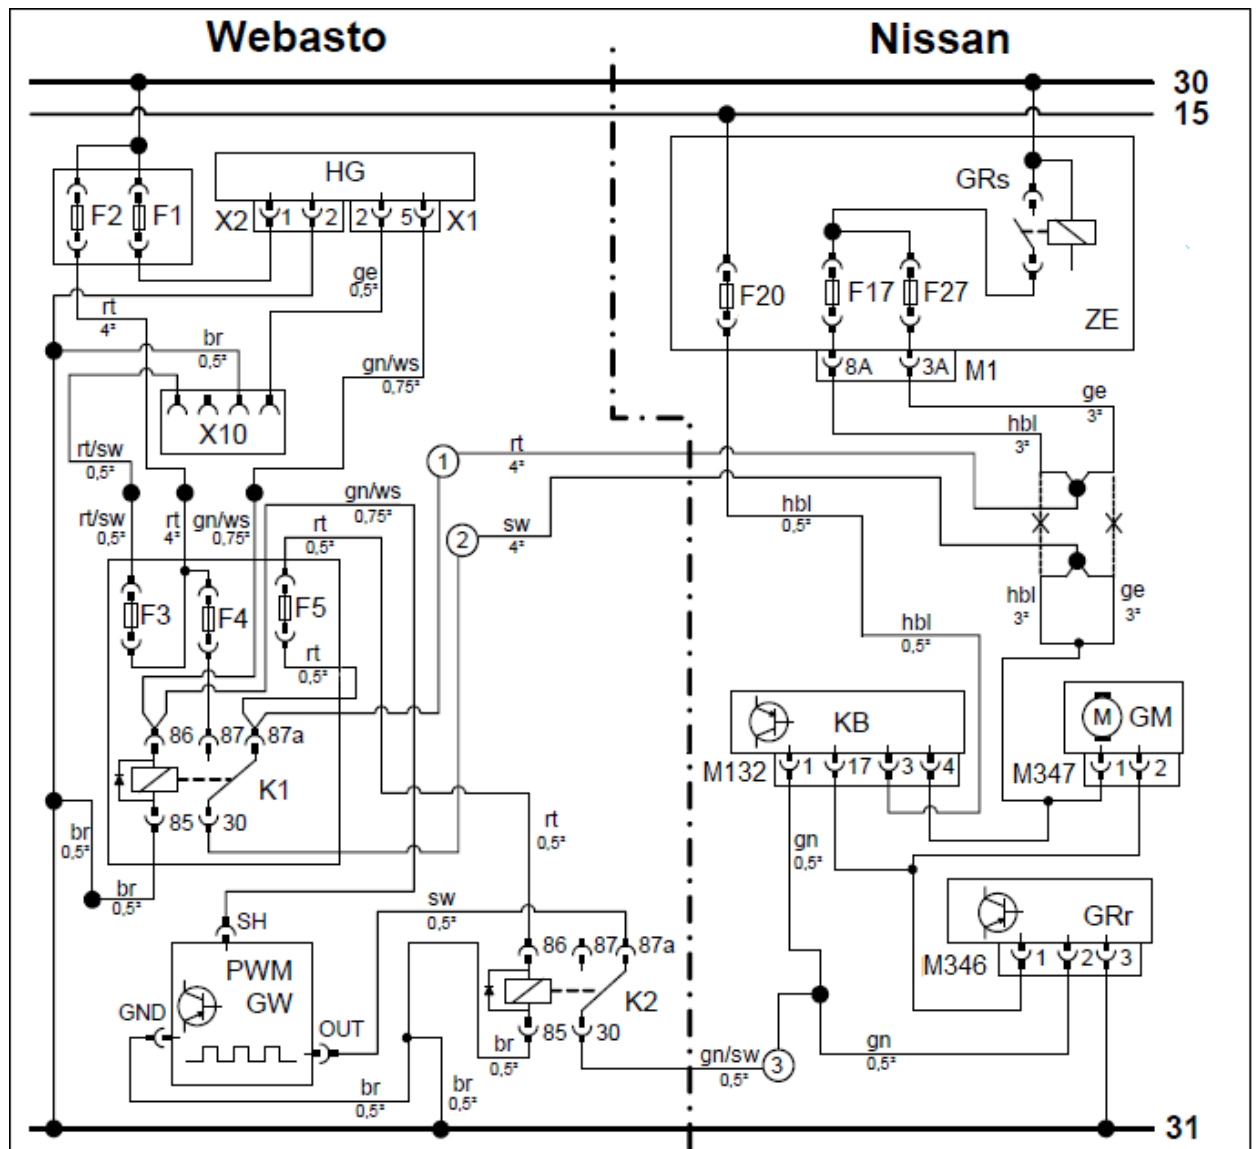 Webasto
Nissan
30
15
HG
GRs
F2 F1
X2 1 2 2 5 X1
ge
0,5²
F20
F17
F27
ZE
rt
4²
br
0,5²
gn/ws
0,75²
8A 3A M1
ge
3²
hbl
3²
X10
rt/sw
0,5²
1
rt
4²
gn/ws
0,75²
rt/sw
0,5²
rt
4²
gn/ws
0,75²
rt
0,5²
2
sw
4²
hbl
0,5²
F3
F4
F5
hbl
3²
ge
3²
rt
0,5²
hbl
0,5²
86 87 87a
KB
M GM
K1
M132 1 17 3 4
M347 1 2
85 30
br
0,5²
rt
0,5²
gn
0,5²
br
0,5²
sw
0,5²
SH
GRr
86 87 87a
M346 1 2 3
PWM
GW
K2
GND
OUT
85 30
br
0,5²
gn/sw
0,5²
3
gn
0,5²
br
0,5²
br
0,5²
31